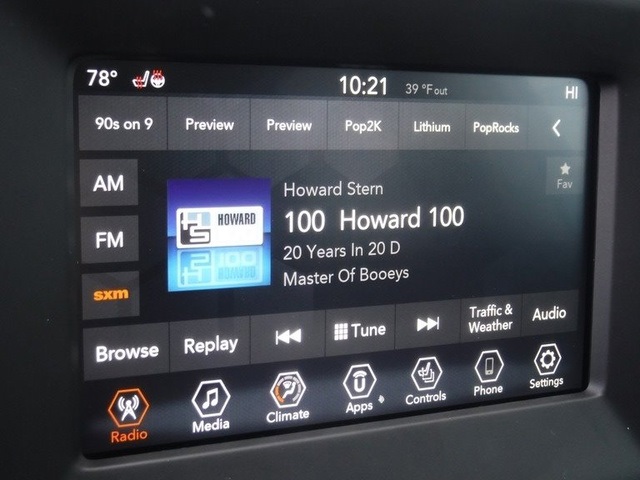 78° 10:21 39 °F out HI
90s on 9 Preview Preview Pop2K Lithium PopRocks
AM
Fav
Howard Stern
HOWARD
100 Howard 100
FM
20 Years In 20 D
Master Of Booeys
sxm
Browse Replay Tune Traffic & Weather Audio
Radio Media Climate Apps Controls Phone Settings